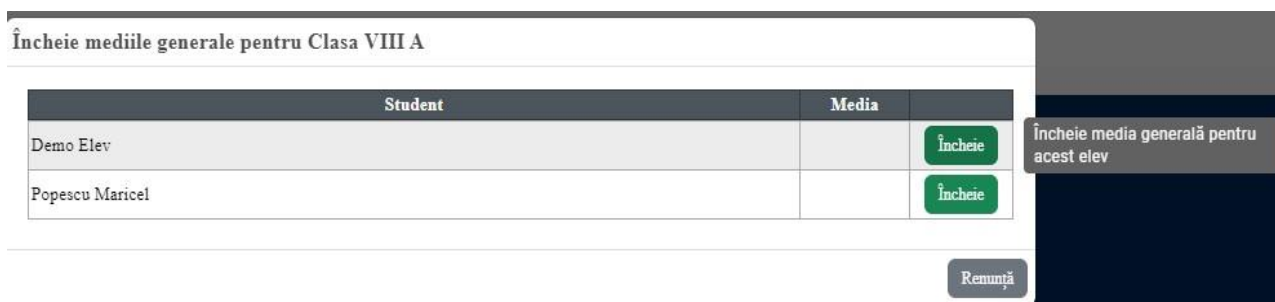 Încheie mediile generale pentru Clasa VIII A
Student Media
Demo Elev Încheie
Încheie media generală pentru
acest elev
Popescu Maricel Încheie
Renunță